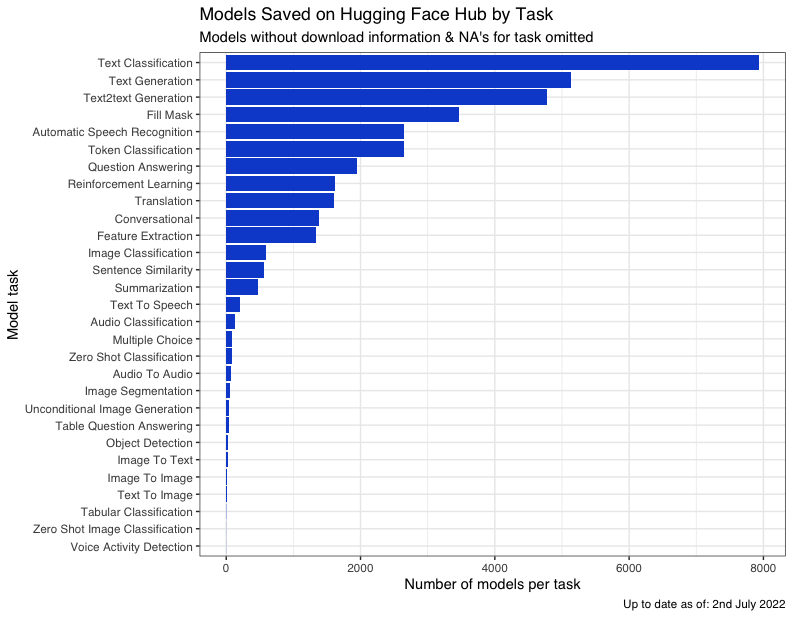 Models Saved on Hugging Face Hub by Task
Models without download information & NA's for task omitted
Model task
Text Classification
Text Generation
Text2text Generation
Fill Mask
Automatic Speech Recognition
Token Classification
Question Answering
Reinforcement Learning
Translation
Conversational
Feature Extraction
Image Classification
Sentence Similarity
Summarization
Text To Speech
Audio Classification
Multiple Choice
Zero Shot Classification
Audio To Audio
Image Segmentation
Unconditional Image Generation
Table Question Answering
Object Detection
Image To Text
Image To Image
Text To Image
Tabular Classification
Zero Shot Image Classification
Voice Activity Detection
0 2000 4000 6000 8000
Number of models per task
Up to date as of: 2nd July 2022